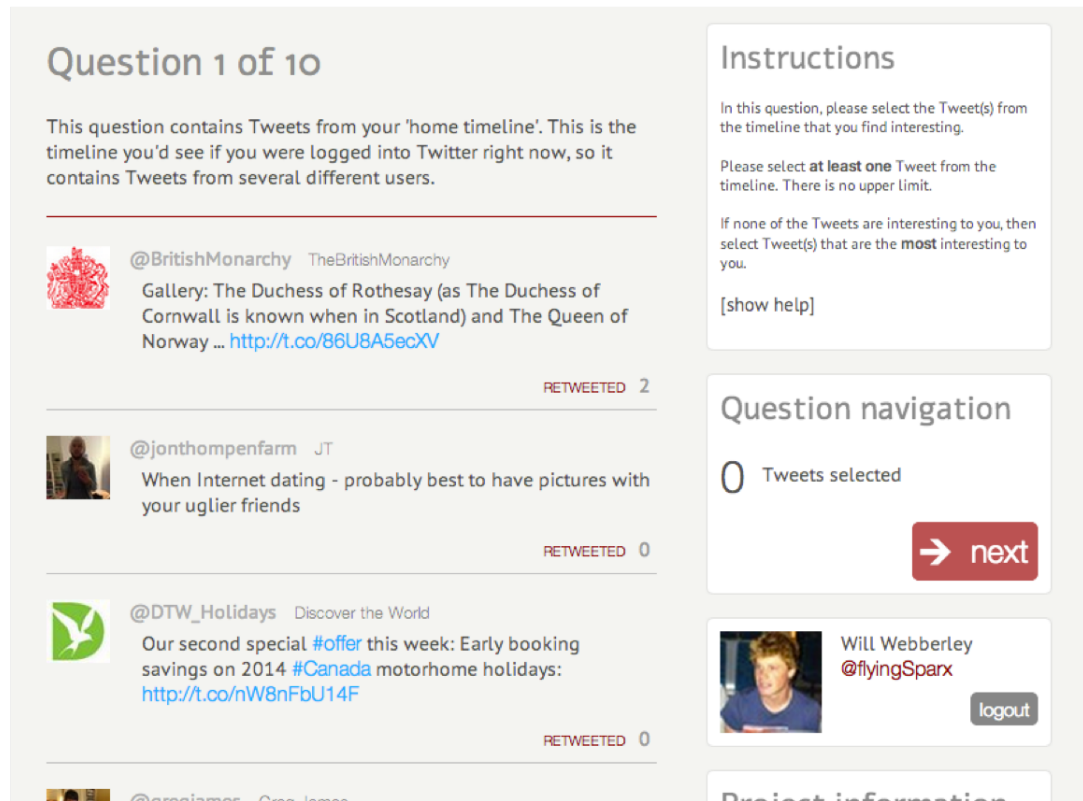 Question 1 of 10
This question contains Tweets from your 'home timeline'. This is the
timeline you'd see if you were logged into Twitter right now, so it
contains Tweets from several different users.
@BritishMonarchy TheBritishMonarchy
Gallery: The Duchess of Rothesay (as The Duchess of
Cornwall is known when in Scotland) and The Queen of
Norway ... http://t.co/86U8A5ecXV
RETWEETED 2
@jonthompenfarm JT
When Internet dating - probably best to have pictures with
your uglier friends
RETWEETED 0
@DTW_Holidays Discover the World
Our second special #offer this week: Early booking
savings on 2014 #Canada motorhome holidays:
http://t.co/nW8nFbU14F
RETWEETED 0
@gregjames Greg James
Instructions
In this question, please select the Tweet(s) from
the timeline that you find interesting.
Please select at least one Tweet from the
timeline. There is no upper limit.
If none of the Tweets are interesting to you, then
select Tweet(s) that are the most interesting to
you.
[show help]
Question navigation
0 Tweets selected
→ next
Will Webberley
@flyingSparx
logout
Project information